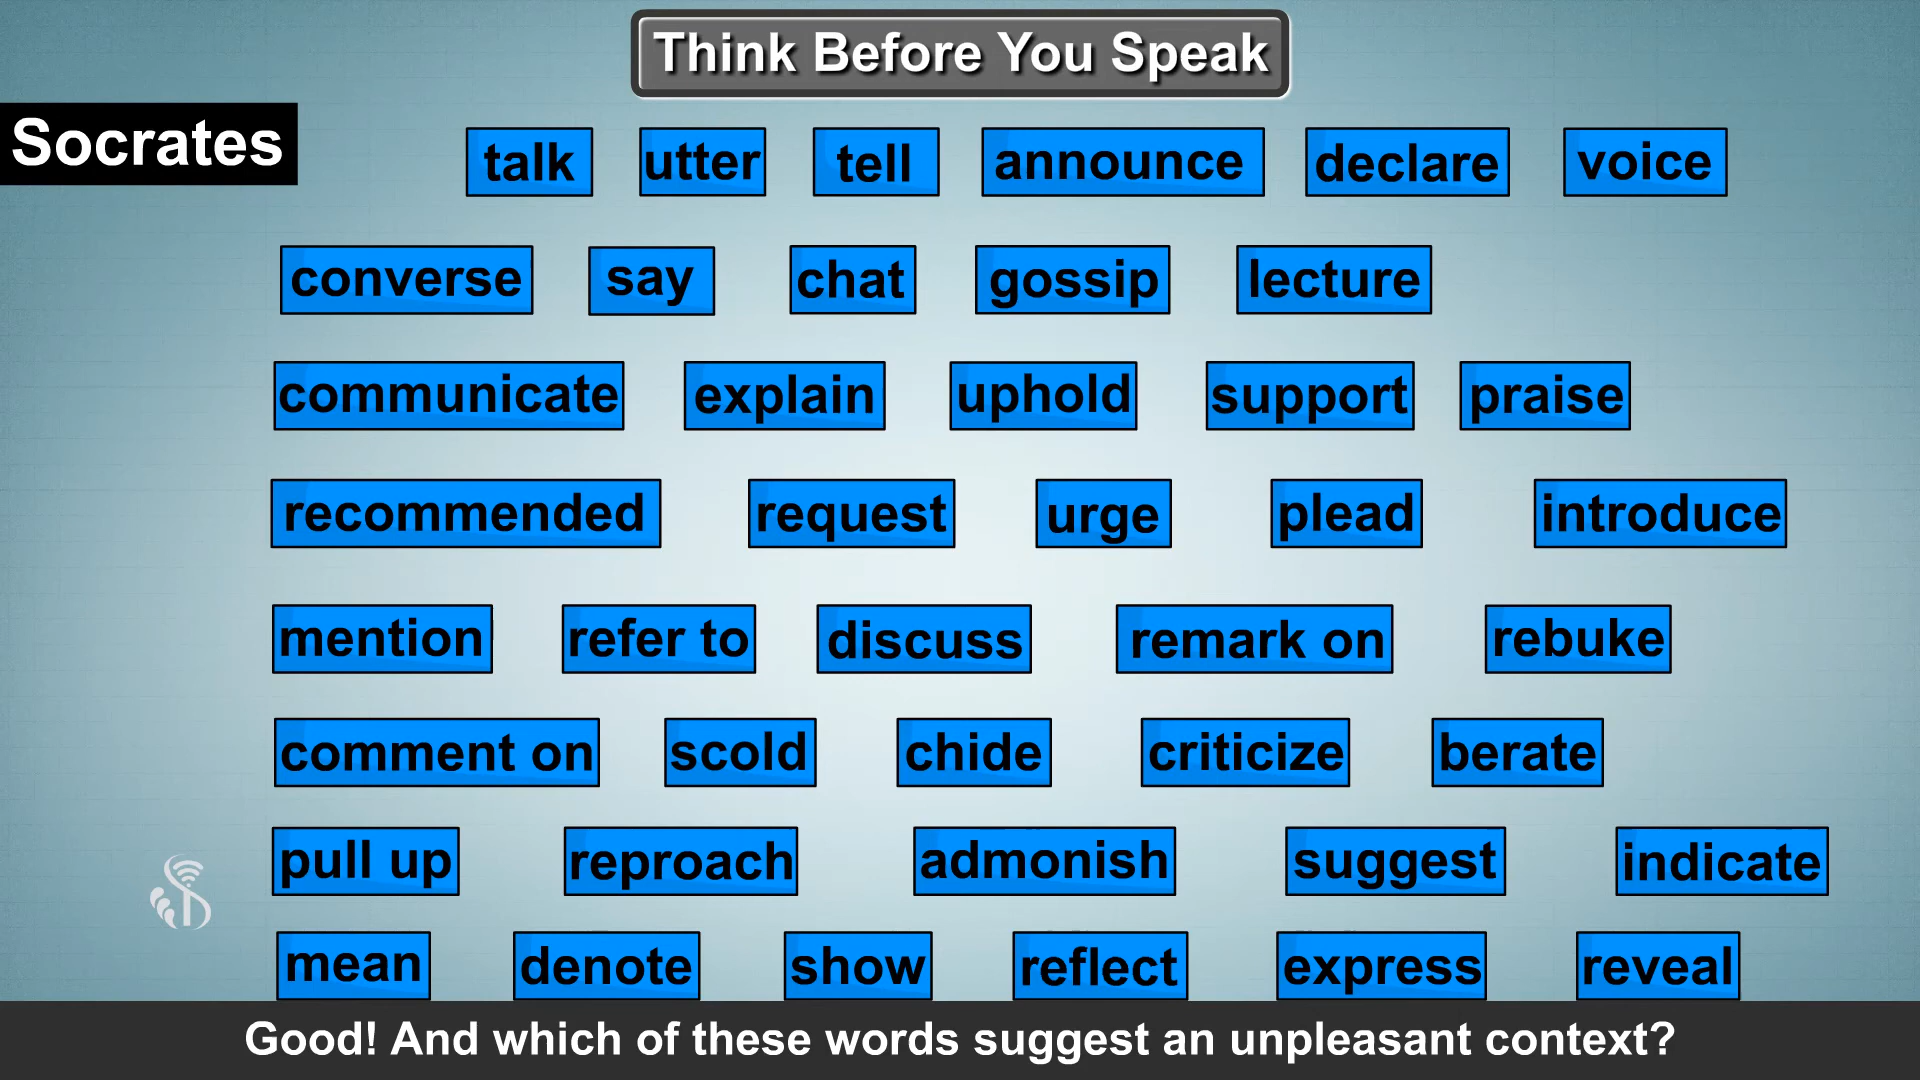 Think Before You Speak
Socrates
talk utter tell announce declare voice
converse say chat gossip lecture
communicate explain uphold support praise
recommended request urge plead introduce
mention refer to discuss remark on rebuke
comment on scold chide criticize berate
pull up reproach admonish suggest indicate
mean denote show reflect express reveal
Good! And which of these words suggest an unpleasant context?